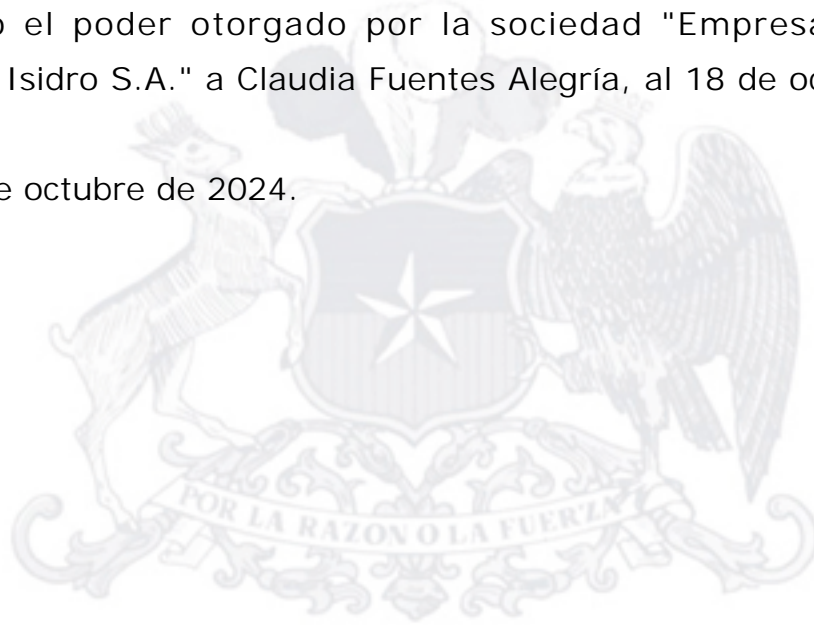 o el poder otorgado por la sociedad "Empresa
Isidro S.A." a Claudia Fuentes Alegría, al 18 de oc
e octubre de 2024.
POR LA RAZON O LA FUERZA